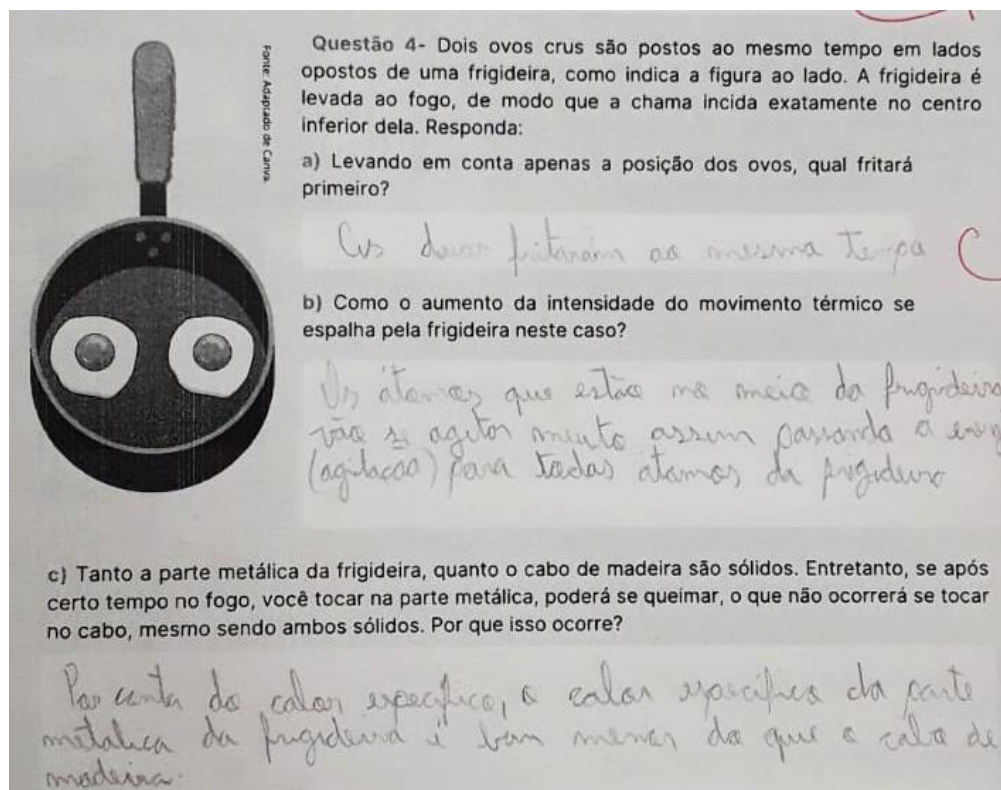 Fonte: Adaptado de Canva.
Questão 4- Dois ovos crus são postos ao mesmo tempo em lados
opostos de uma frigideira, como indica a figura ao lado. A frigideira é
levada ao fogo, de modo que a chama incida exatamente no centro
inferior dela. Responda:
a) Levando em conta apenas a posição dos ovos, qual fritará
primeiro?
Os dois fritaram ao mesmo tempo
C
b) Como o aumento da intensidade do movimento térmico se
espalha pela frigideira neste caso?
Os átomos que estão no meio da frigideira
vão se agitar muito assim passando a
(agitação) para todos atomos da frigideira
c) Tanto a parte metálica da frigideira, quanto o cabo de madeira são sólidos. Entretanto, se após
certo tempo no fogo, você tocar na parte metálica, poderá se queimar, o que não ocorrerá se tocar
no cabo, mesmo sendo ambos sólidos. Por que isso ocorre?
Por conta do calor especifico, o calor especifico da parte
metalica da frigideira é bem menor do que o cabo de
madeira.